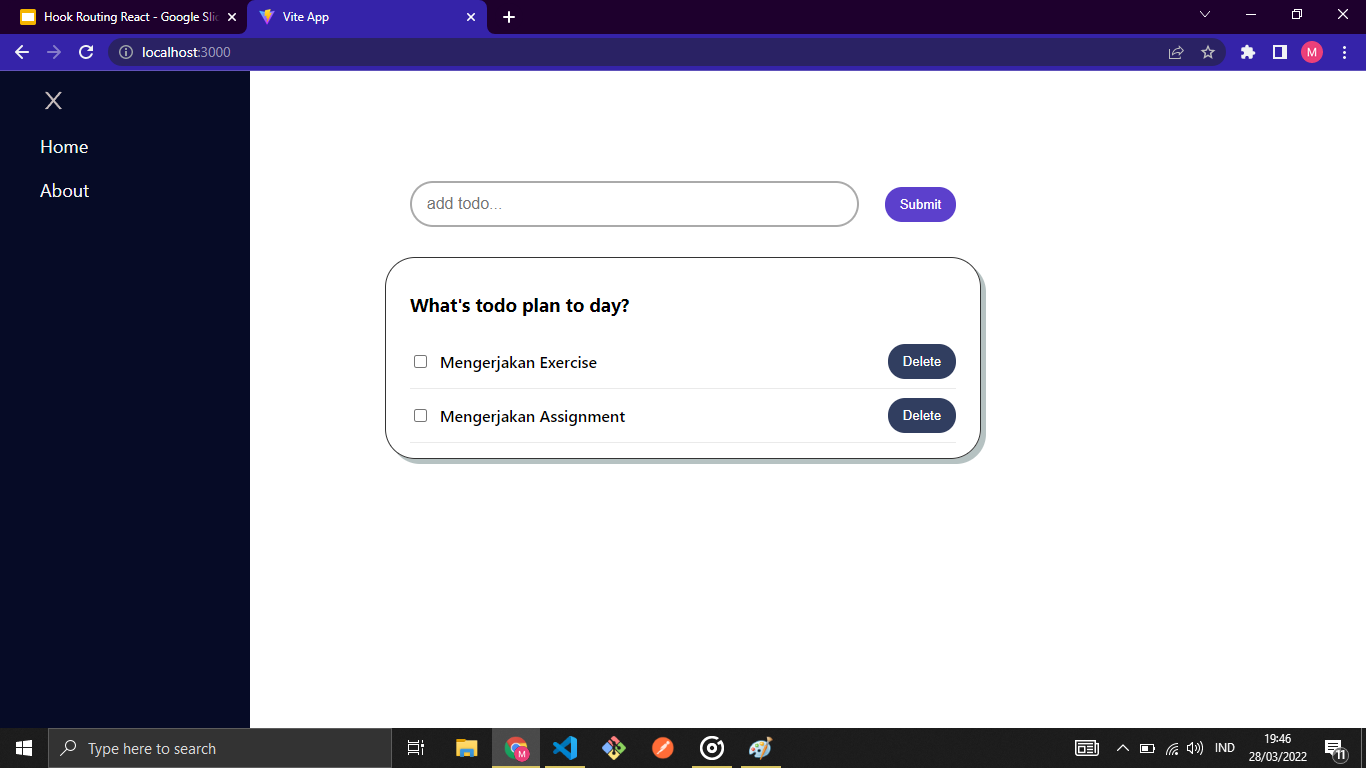 Hook Routing React - Google Sli
Vite App
localhost:3000
M
X
Home
About
add todo...
Submit
What's todo plan to day?
Mengerjakan Exercise
Delete
Mengerjakan Assignment
Delete
Type here to search
M
IND
19:46
28/03/2022
11